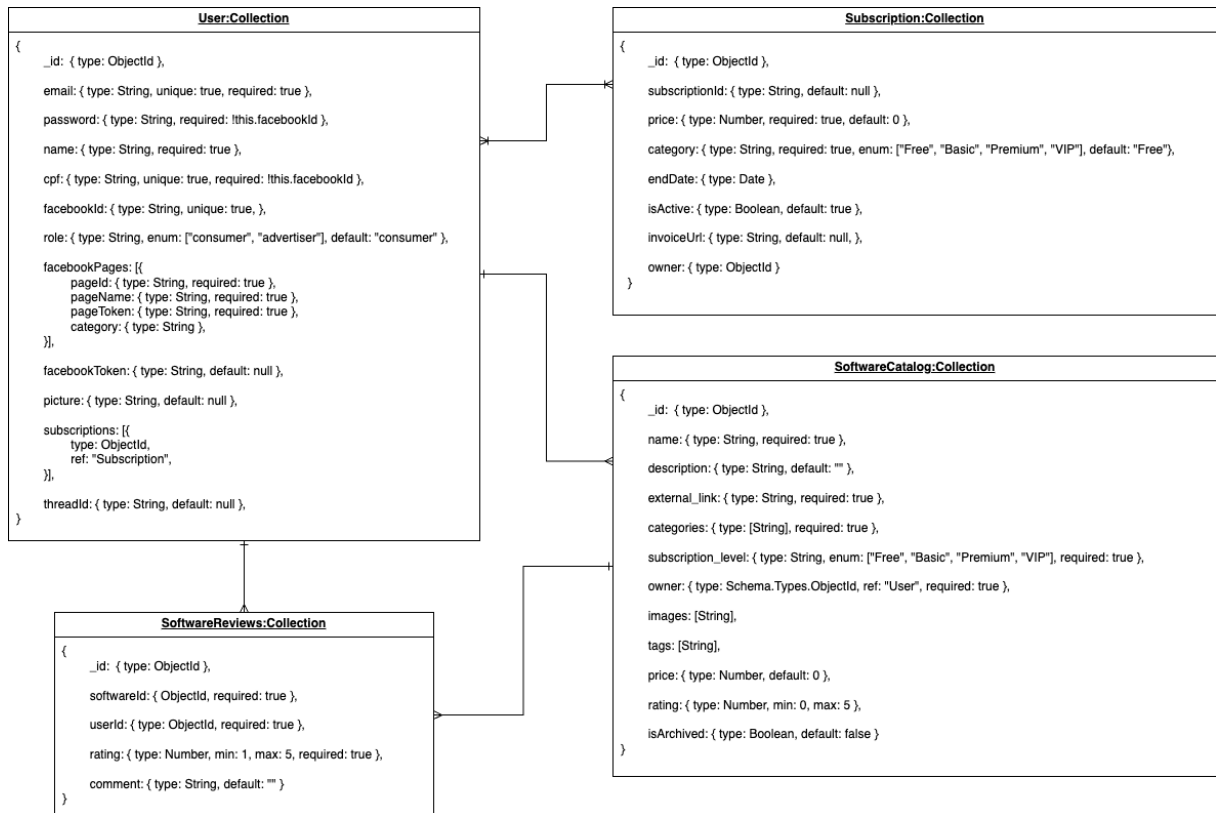 User:Collection
{
_id: { type: ObjectId },
email: { type: String, unique: true, required: true },
password: { type: String, required: !this.facebookId },
name: { type: String, required: true },
cpf: { type: String, unique: true, required: !this.facebookId },
facebookId: { type: String, unique: true, },
role: { type: String, enum: ["consumer", "advertiser"], default: "consumer" },
facebookPages: [{
pageId: { type: String, required: true },
pageName: { type: String, required: true },
pageToken: { type: String, required: true },
category: { type: String },
}],
facebookToken: { type: String, default: null },
picture: { type: String, default: null },
subscriptions: [{
type: ObjectId,
ref: "Subscription",
}],
threadId: { type: String, default: null },
}
Subscription:Collection
{
_id: { type: ObjectId },
subscriptionId: { type: String, default: null },
price: { type: Number, required: true, default: 0 },
category: { type: String, required: true, enum: ["Free", "Basic", "Premium", "VIP"], default: "Free"},
endDate: { type: Date },
isActive: { type: Boolean, default: true },
invoiceUrl: { type: String, default: null, },
owner: { type: ObjectId }
}
SoftwareCatalog:Collection
{
_id: { type: ObjectId },
name: { type: String, required: true },
description: { type: String, default: "" },
external_link: { type: String, required: true },
categories: { type: [String], required: true },
subscription_level: { type: String, enum: ["Free", "Basic", "Premium", "VIP"], required: true },
owner: { type: Schema.Types.ObjectId, ref: "User", required: true },
images: [String],
tags: [String],
price: { type: Number, default: 0 },
rating: { type: Number, min: 0, max: 5 },
isArchived: { type: Boolean, default: false }
}
SoftwareReviews:Collection
{
_id: { type: ObjectId },
softwareId: { ObjectId, required: true },
userId: { type: ObjectId, required: true },
rating: { type: Number, min: 1, max: 5, required: true },
comment: { type: String, default: "" }
}